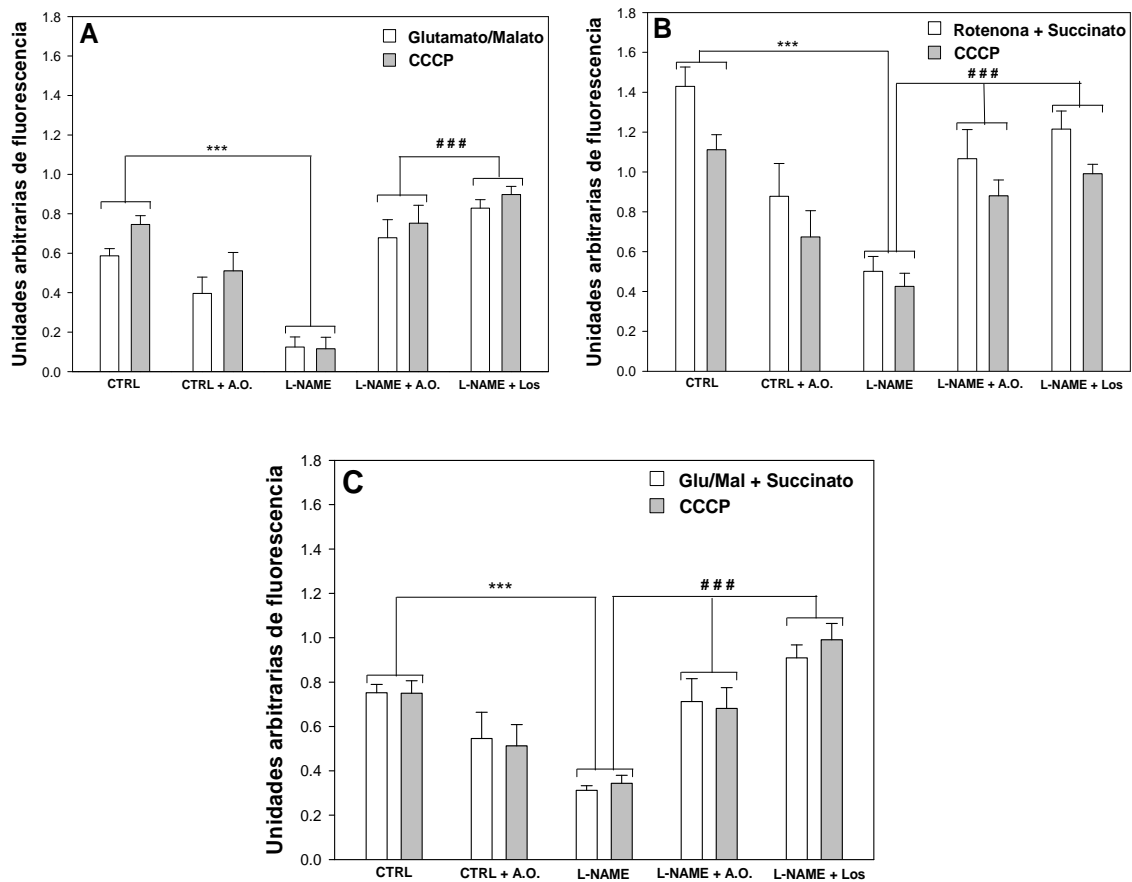 A
Glutamato/Malato
CCCP
Unidades arbitrarias de fluorescencia
1.8
1.6
1.4
1.2
1.0
0.8
0.6
0.4
0.2
0.0
***
# # #
CTRL
CTRL + A.O.
L-NAME
L-NAME + A.O.
L-NAME + Los
B
Rotenona + Succinato
CCCP
Unidades arbitrarias de fluorescencia
1.8
1.6
1.4
1.2
1.0
0.8
0.6
0.4
0.2
0.0
***
# # #
CTRL
CTRL + A.O.
L-NAME
L-NAME + A.O.
L-NAME + Los
C
Glu/Mal + Succinato
CCCP
Unidades arbitrarias de fluorescencia
1.8
1.6
1.4
1.2
1.0
0.8
0.6
0.4
0.2
0.0
***
# # #
CTRL
CTRL + A.O.
L-NAME
L-NAME + A.O.
L-NAME + Los